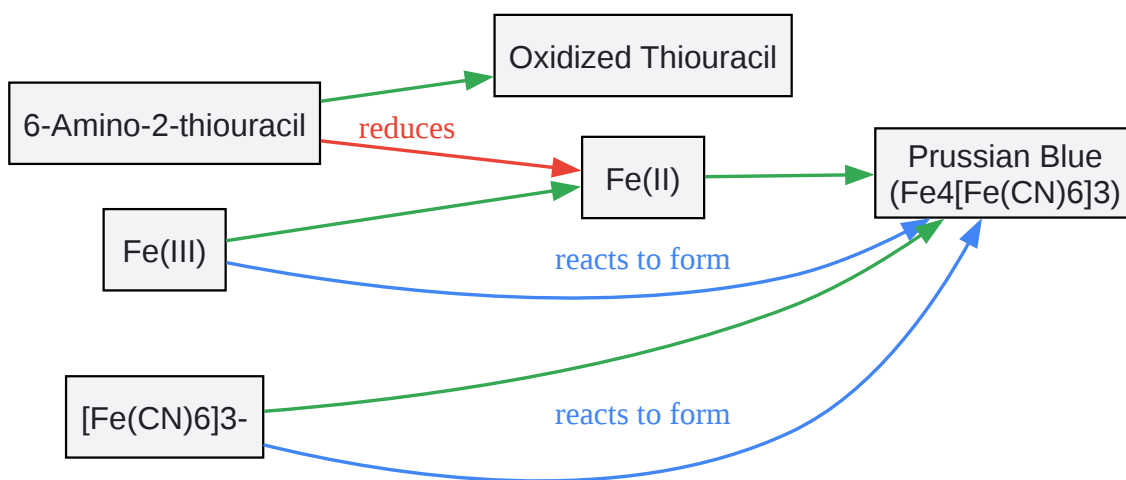 Oxidized Thiouracil
6-Amino-2-thiouracil
reduces
Fe(II)
Prussian Blue
(Fe4[Fe(CN)6]3)
Fe(III)
reacts to form
[Fe(CN)6]3-
reacts to form